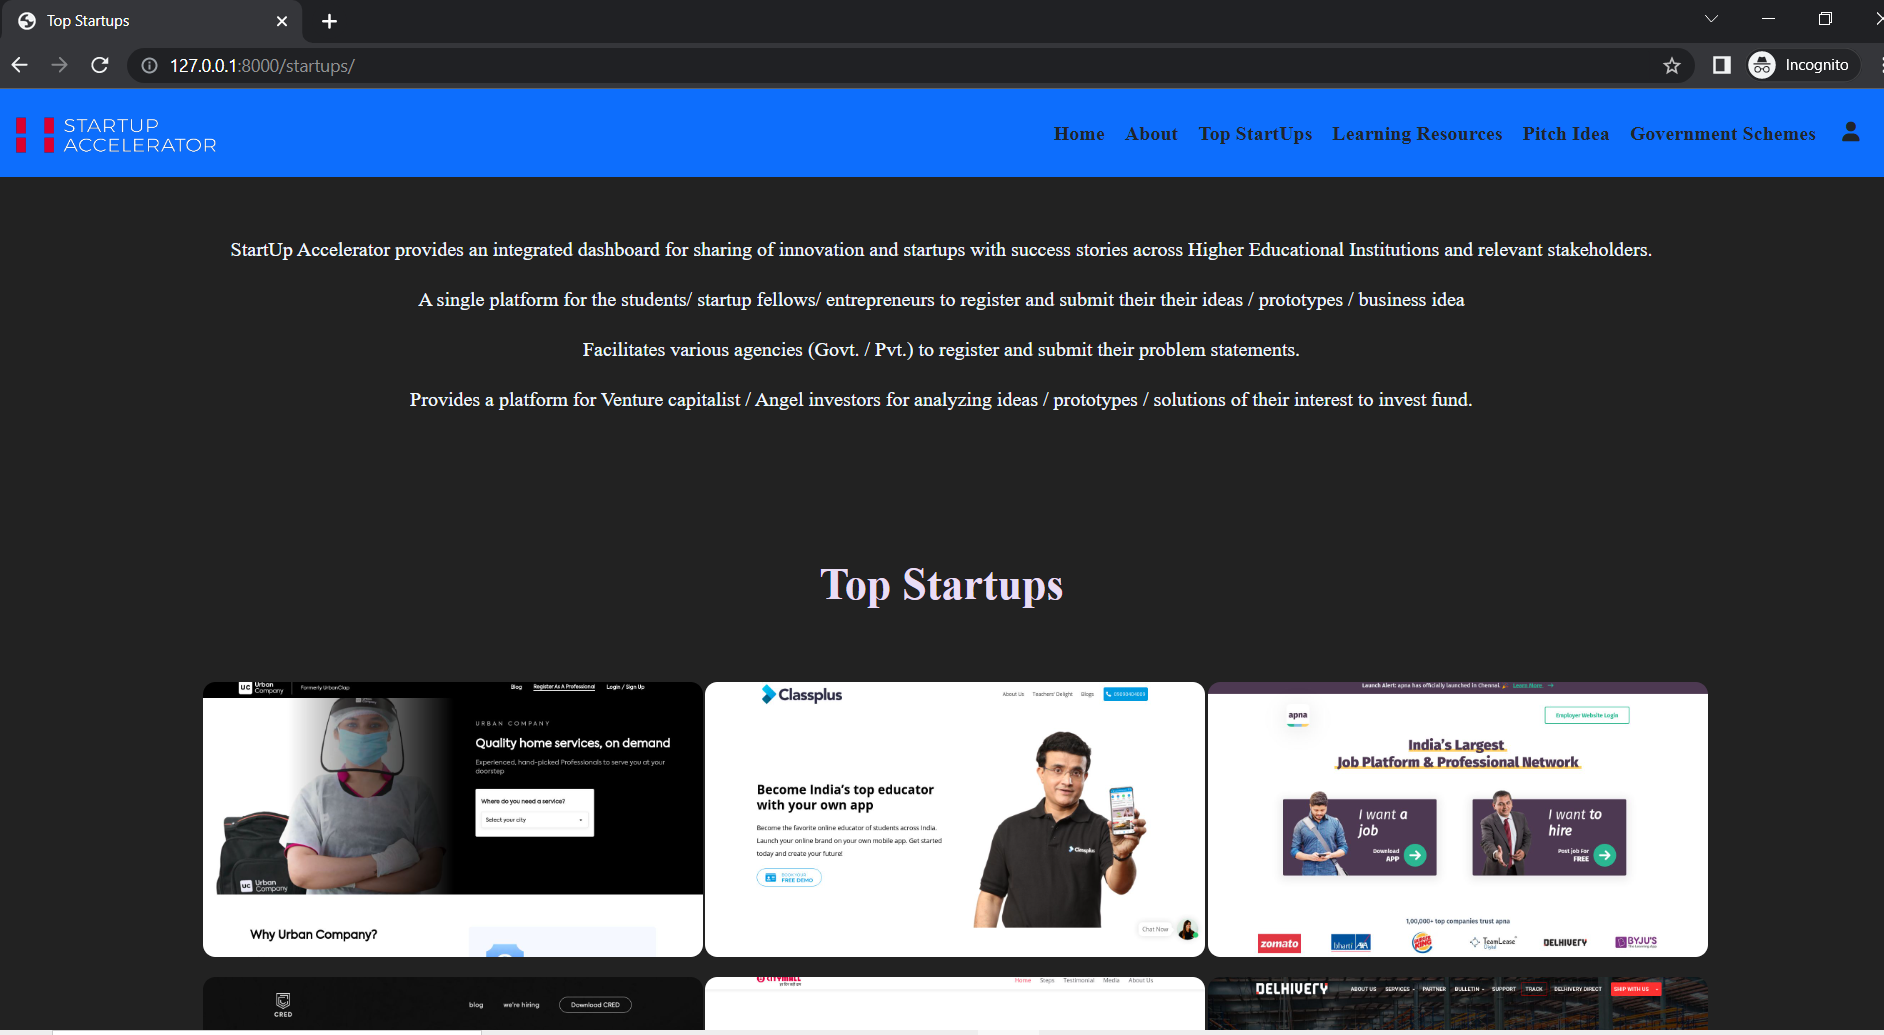 Top Startups
127.0.0.1:8000/startups/
Incognito
STARTUP
ACCELERATOR
Home About Top StartUps Learning Resources Pitch Idea Government Schemes
StartUp Accelerator provides an integrated dashboard for sharing of innovation and startups with success stories across Higher Educational Institutions and relevant stakeholders.
A single platform for the students/ startup fellows/ entrepreneurs to register and submit their their ideas / prototypes / business idea
Facilitates various agencies (Govt. / Pvt.) to register and submit their problem statements.
Provides a platform for Venture capitalist / Angel investors for analyzing ideas / prototypes / solutions of their interest to invest fund.
Top Startups
UC Urban Company Formerly UrbanClap Blog Register As A Professional Login / Sign Up
URBAN COMPANY
Quality home services, on demand
Experienced, hand-picked Professionals to serve you at your
doorstep
Where do you need a service?
Select your city
UC Urban Company
Why Urban Company?
Classplus About Us Teachers' Delight Blogs
Become India's top educator
with your own app
Become the favorite online educator of students across India.
Launch your online brand on your own mobile app. Get started
today and create your future!
BOOK YOUR
FREE DEMO
Classplus
Chat Now
Launch Alert: apna has officially launched in Chennai Learn More
apna
Employer Website Login
India's Largest
Job Platform & Professional Network
I want a
job
Download
APP
I want to
hire
Post job For
FREE
1,00,000+ top companies trust apna
zomato bharti AXA BURGER KING TeamLease Digital DELHIVERY BYJU'S
CRED blog we're hiring Download CRED
CITYMALL Home Steps Testimonial Media About Us
DELHIVERY ABOUT US SERVICES PARTNER BULLETIN SUPPORT TRACK DELHIVERY DIRECT SHIP WITH US